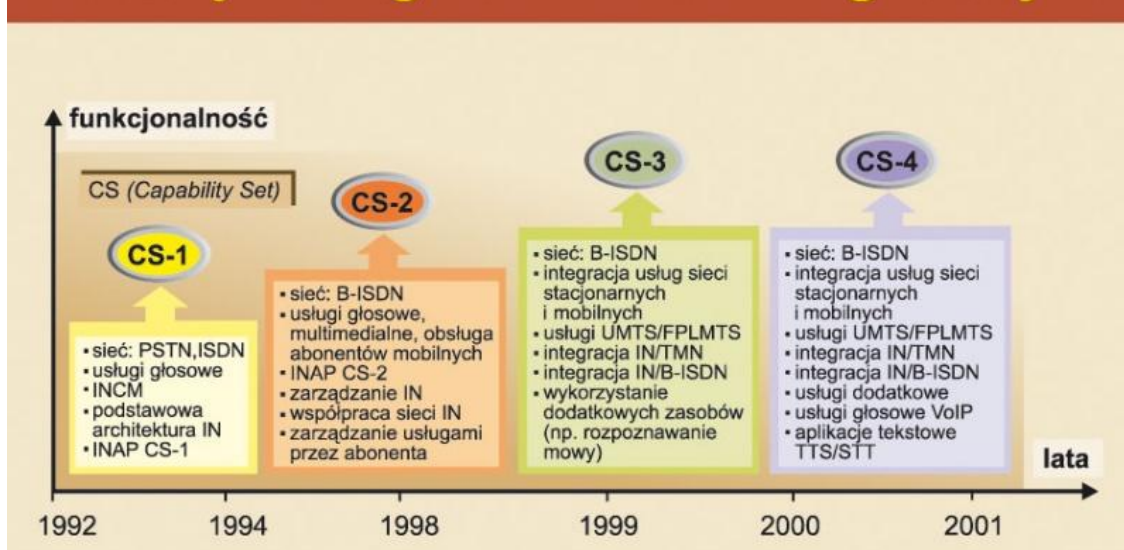 funkcjonalność
CS (Capability Set)
CS-1
▪ sieć: PSTN,ISDN
▪ usługi głosowe
▪ INCM
▪ podstawowa
architektura IN
▪ INAP CS-1
CS-2
▪ sieć: B-ISDN
▪ usługi głosowe,
multimedialne, obsługa
abonentów mobilnych
▪ INAP CS-2
▪ zarządzanie IN
▪ współpraca sieci IN
▪ zarządzanie usługami
przez abonenta
CS-3
▪ sieć: B-ISDN
▪ integracja usług sieci
stacjonarnych
i mobilnych
▪ usługi UMTS/FPLMTS
▪ integracja IN/TMN
▪ integracja IN/B-ISDN
▪ wykorzystanie
dodatkowych zasobów
(np. rozpoznawanie
mowy)
CS-4
▪ sieć: B-ISDN
▪ integracja usług sieci
stacjonarnych
i mobilnych
▪ usługi UMTS/FPLMTS
▪ integracja IN/TMN
▪ integracja IN/B-ISDN
▪ usługi dodatkowe
▪ usługi głosowe VoIP
▪ aplikacje tekstowe
TTS/STT
lata
1992 1994 1998 1999 2000 2001